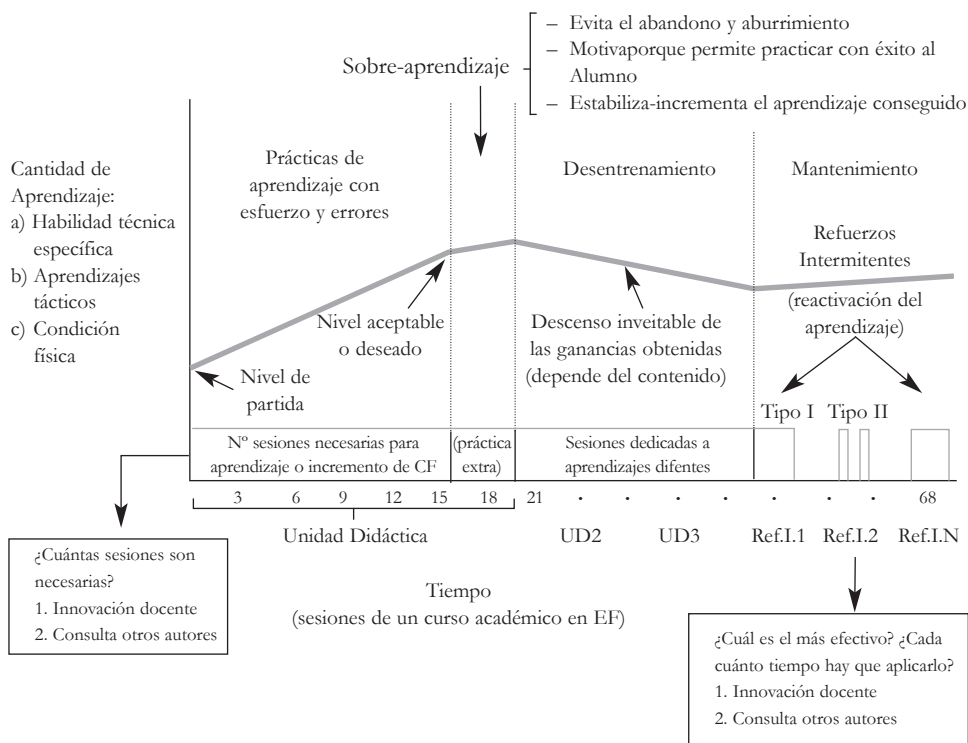 – Evita el abandono y aburrimiento
– Motivaporque permite practicar con éxito al
Alumno
– Estabiliza-incrementa el aprendizaje conseguido
Sobre-aprendizaje
Cantidad de
Aprendizaje:
a) Habilidad técnica
específica
b) Aprendizajes
tácticos
c) Condición
física
Prácticas de
aprendizaje con
esfuerzo y errores
Desentrenamiento
Mantenimiento
Refuerzos
Intermitentes
(reactivación del
aprendizaje)
Nivel aceptable
o deseado
Descenso inveitable de
las ganancias obtenidas
(depende del contenido)
Nivel de
partida
Tipo I
Tipo II
Nº sesiones necesarias para
aprendizaje o incremento de CF
(práctica
extra)
Sesiones dedicadas a
aprendizajes difentes
3 6 9 12 15 18 21 . . . . . . . 68
Unidad Didáctica
UD2
UD3
Ref.I.1
Ref.I.2
Ref.I.N
¿Cuántas sesiones son
necesarias?
1. Innovación docente
2. Consulta otros autores
Tiempo
(sesiones de un curso académico en EF)
¿Cuál es el más efectivo? ¿Cada
cuánto tiempo hay que aplicarlo?
1. Innovación docente
2. Consulta otros autores